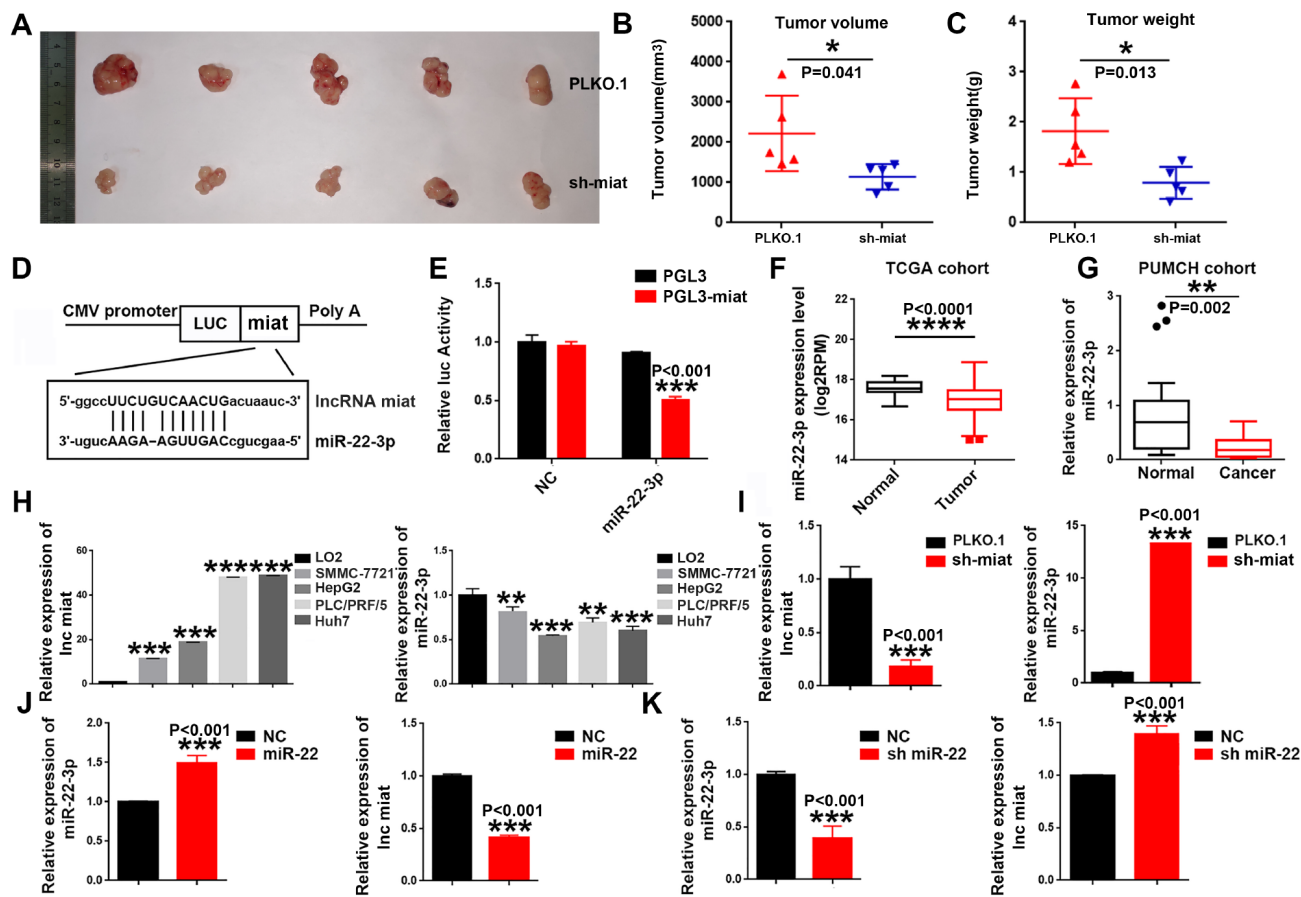 A
4
5
6
7
8
9
10
11
12
PLKO.1
sh-miat
B
Tumor volume
*
P=0.041
Tumor volume(mm³)
5000
4000
3000
2000
1000
0
PLKO.1
sh-miat
C
Tumor weight
*
P=0.013
Tumor weight(g)
4
3
2
1
0
PLKO.1
sh-miat
D
CMV promoter
LUC
miat
Poly A
5'-ggccUUCUGUCAACUGacuaauc-3'
lncRNA miat
3'-ugucAAGA–AGUUGACcgucgaa-5'
miR-22-3p
E
PGL3
PGL3-miat
Relative luc Activity
1.5
1.0
0.5
0.0
P<0.001
***
NC
miR-22-3p
F
TCGA cohort
P<0.0001
****
miR-22-3p expression level
(log2RPM)
22
20
18
16
14
Normal
Tumor
G
PUMCH cohort
**
P=0.002
Relative expression of
miR-22-3p
3
2
1
0
Normal
Cancer
H
Relative expression of
lnc miat
60
40
20
0
***
***
***
***
LO2
SMMC-7721
HepG2
PLC/PRF/5
Huh7
Relative expression of
miR-22-3p
1.5
1.0
0.5
0.0
**
***
**
***
LO2
SMMC-7721
HepG2
PLC/PRF/5
Huh7
I
Relative expression of
lnc miat
1.5
1.0
0.5
0.0
P<0.001
***
PLKO.1
sh-miat
Relative expression of
miR-22-3p
15
10
5
0
P<0.001
***
PLKO.1
sh-miat
J
Relative expression of
miR-22-3p
2.0
1.5
1.0
0.5
0.0
P<0.001
***
NC
miR-22
Relative expression of
lnc miat
1.5
1.0
0.5
0.0
P<0.001
***
NC
miR-22
K
Relative expression of
miR-22-3p
1.5
1.0
0.5
0.0
P<0.001
***
NC
sh miR-22
Relative expression of
lnc miat
1.5
1.0
0.5
0.0
P<0.001
***
NC
sh miR-22